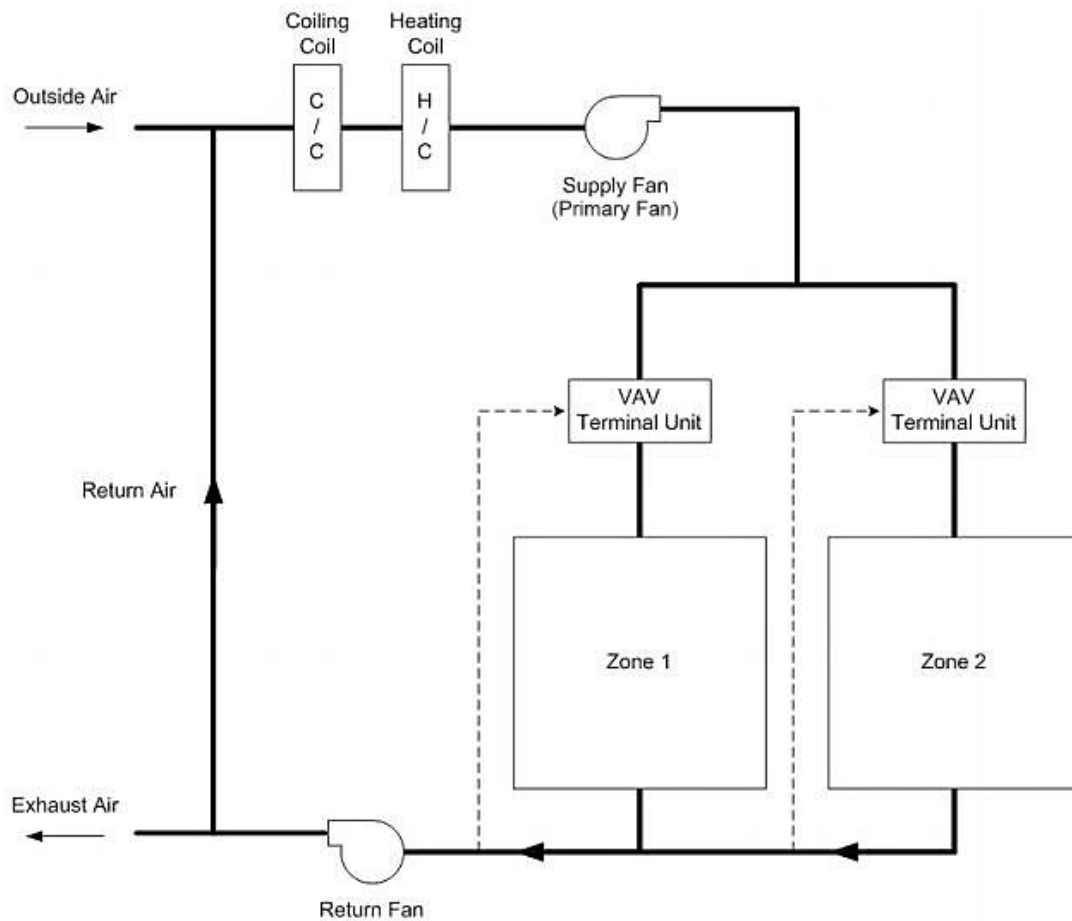 Coiling
Coil
Heating
Coil
Outside Air
C
/
C
H
/
C
Supply Fan
(Primary Fan)
VAV
Terminal Unit
VAV
Terminal Unit
Return Air
Zone 1
Zone 2
Exhaust Air
Return Fan